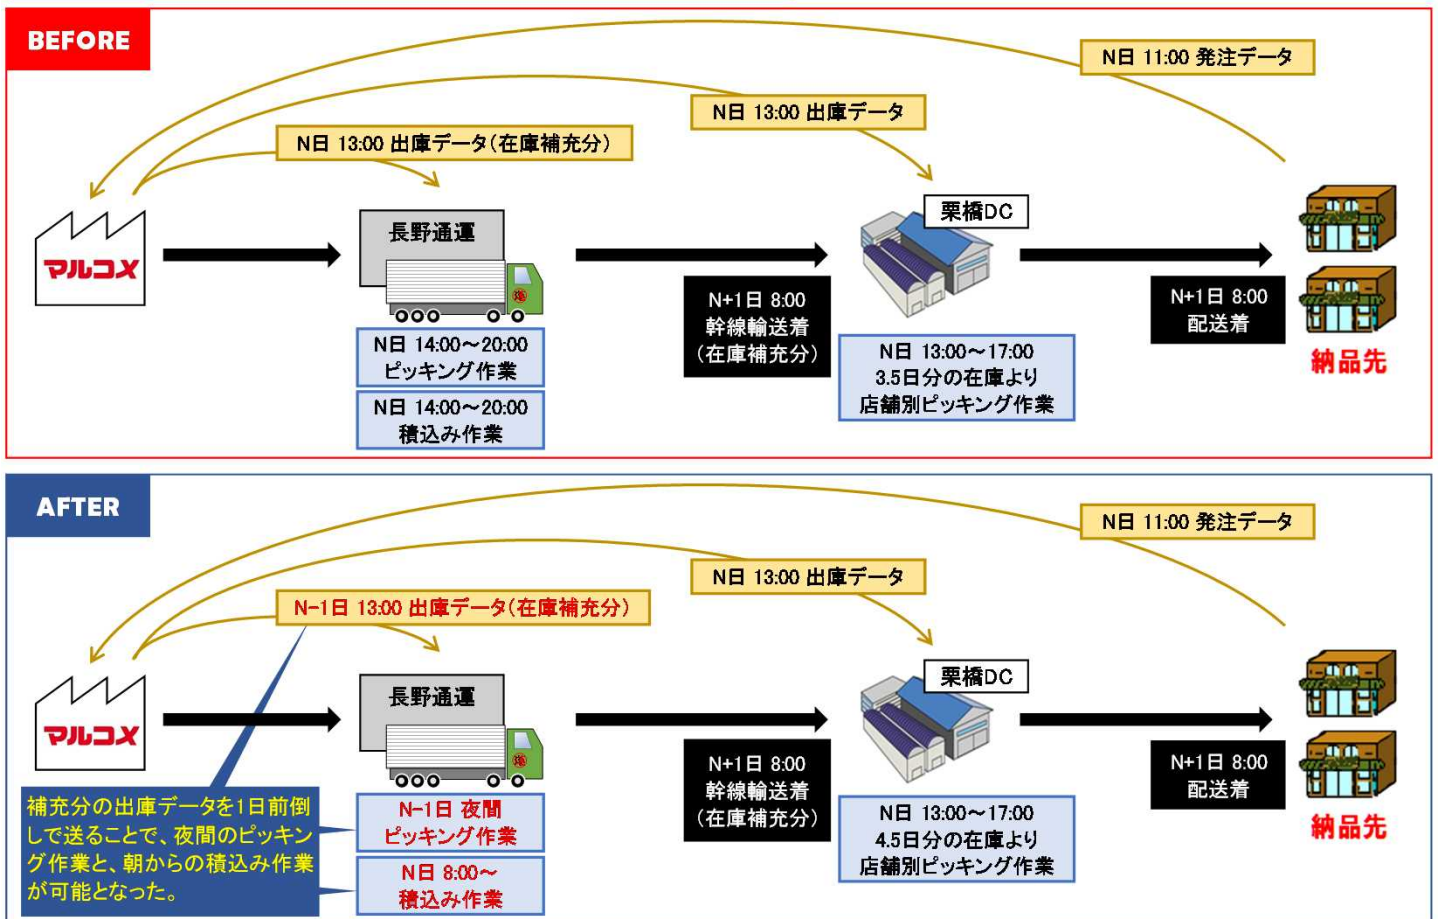 BEFORE
N日 11:00 発注データ
N日 13:00 出庫データ
N日 13:00 出庫データ(在庫補充分)
マルコメ
長野通運
栗橋DC
N日 14:00～20:00
ピッキング作業
N日 14:00～20:00
積込み作業
N+1日 8:00
幹線輸送着
(在庫補充分)
N日 13:00～17:00
3.5日分の在庫より
店舗別ピッキング作業
N+1日 8:00
配送着
納品先
AFTER
N日 11:00 発注データ
N日 13:00 出庫データ
N-1日 13:00 出庫データ(在庫補充分)
マルコメ
長野通運
栗橋DC
補充分の出庫データを1日前倒
しで送ることで、夜間のピッキン
グ作業と、朝からの積込み作業
が可能となった。
N-1日 夜間
ピッキング作業
N日 8:00～
積込み作業
N+1日 8:00
幹線輸送着
(在庫補充分)
N日 13:00～17:00
4.5日分の在庫より
店舗別ピッキング作業
N+1日 8:00
配送着
納品先